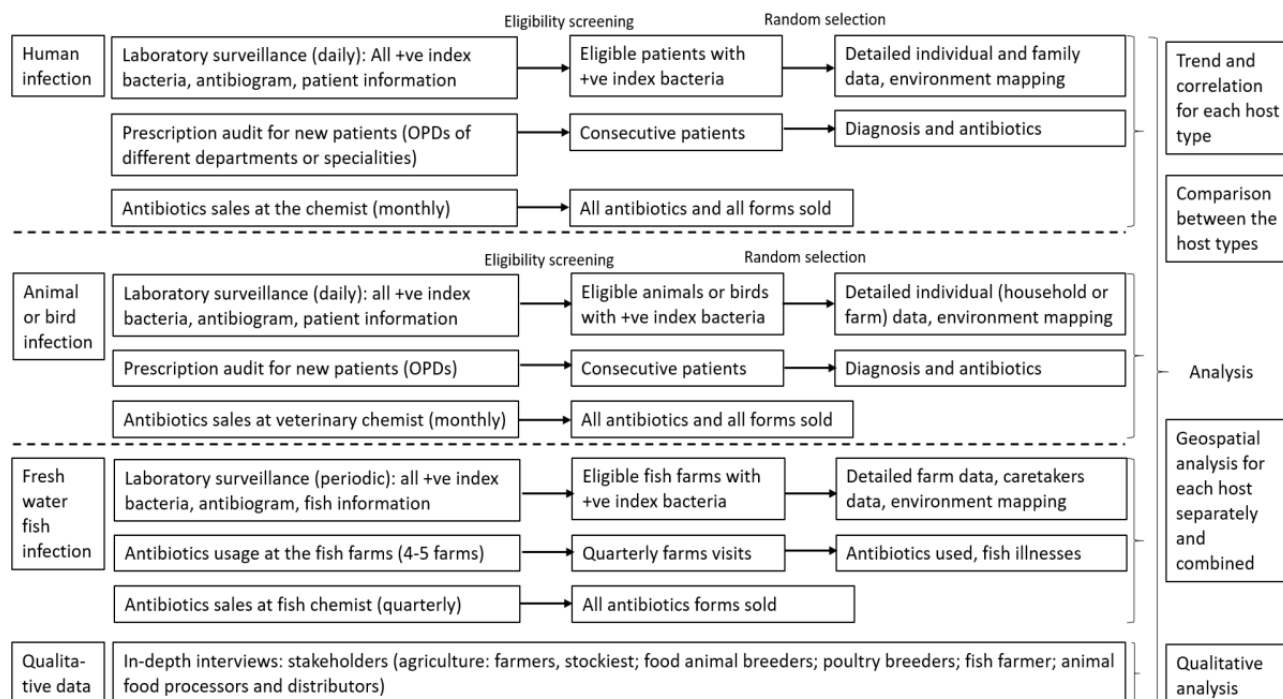 Eligibility screening
Random selection
Human
infection
Laboratory surveillance (daily): All +ve index
bacteria, antibiogram, patient information
Eligible patients with
+ve index bacteria
Detailed individual and family
data, environment mapping
Prescription audit for new patients (OPDs of
different departments or specialities)
Consecutive patients
Diagnosis and antibiotics
Antibiotics sales at the chemist (monthly)
All antibiotics and all forms sold
Eligibility screening
Random selection
Animal
or bird
infection
Laboratory surveillance (daily): all +ve index
bacteria, antibiogram, patient information
Eligible animals or birds
with +ve index bacteria
Detailed individual (household or
farm) data, environment mapping
Prescription audit for new patients (OPDs)
Consecutive patients
Diagnosis and antibiotics
Antibiotics sales at veterinary chemist (monthly)
All antibiotics and all forms sold
Fresh
water
fish
infection
Laboratory surveillance (periodic): all +ve index
bacteria, antibiogram, fish information
Eligible fish farms with
+ve index bacteria
Detailed farm data, caretakers
data, environment mapping
Antibiotics usage at the fish farms (4-5 farms)
Quarterly farms visits
Antibiotics used, fish illnesses
Antibiotics sales at fish chemist (quarterly)
All antibiotics forms sold
Qualita-
tive data
In-depth interviews: stakeholders (agriculture: farmers, stockiest; food animal breeders; poultry breeders; fish farmer; animal
food processors and distributors)
Trend and
correlation
for each host
type
Comparison
between the
host types
Analysis
Geospatial
analysis for
each host
separately
and
combined
Qualitative
analysis